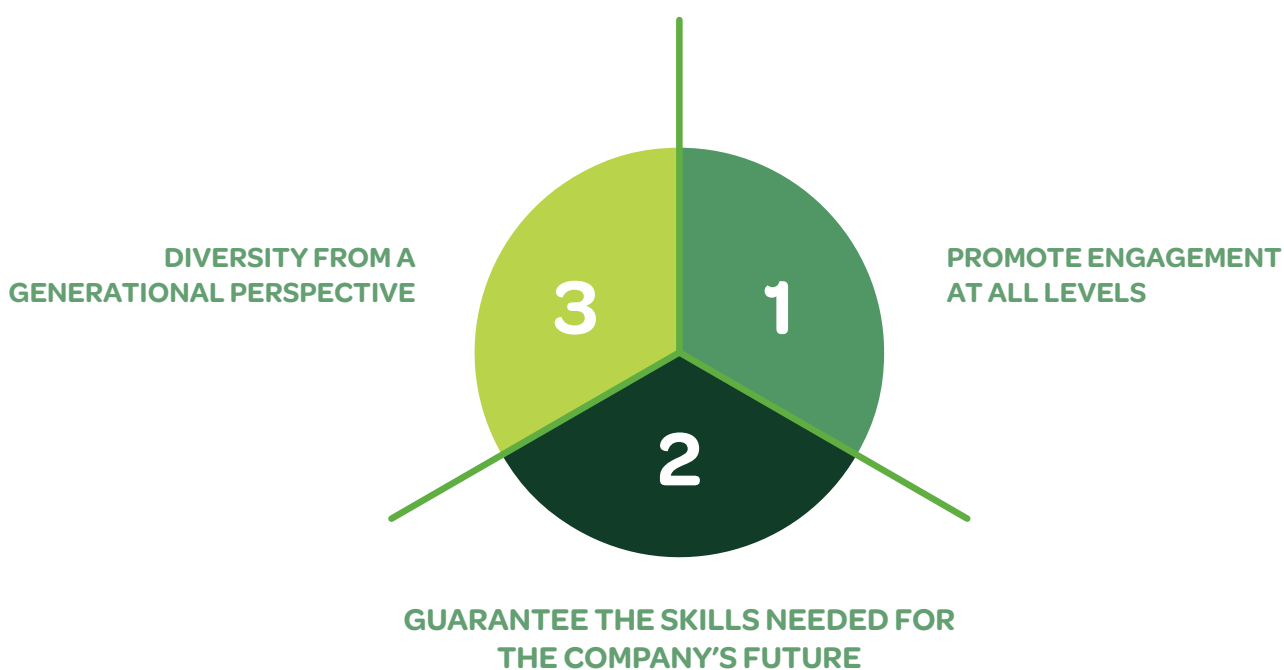 DIVERSITY FROM A
GENERATIONAL PERSPECTIVE
3
1
PROMOTE ENGAGEMENT
AT ALL LEVELS
2
GUARANTEE THE SKILLS NEEDED FOR
THE COMPANY'S FUTURE